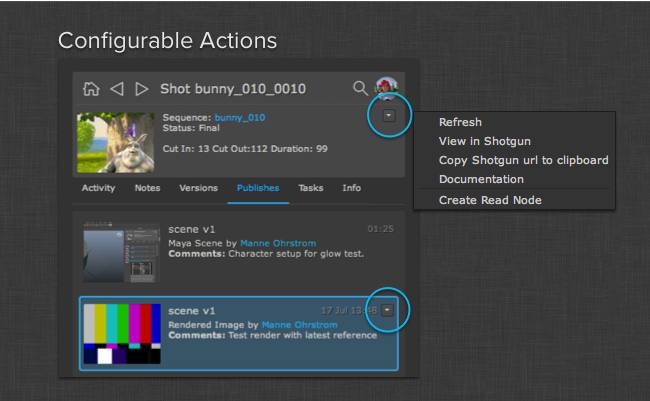 Configurable Actions
Shot bunny_010_0010
Sequence: bunny_010
Status: Final
Cut In: 13 Cut Out:112 Duration: 99
Refresh
View in Shotgun
Copy Shotgun url to clipboard
Documentation
Create Read Node
Activity Notes Versions Publishes Tasks Info
scene v1 01:25
Maya Scene by Manne Ohrstrom
Comments: Character setup for glow test.
scene v1 17 Jul 13:48
Rendered Image by Manne Ohrstrom
Comments: Test render with latest reference